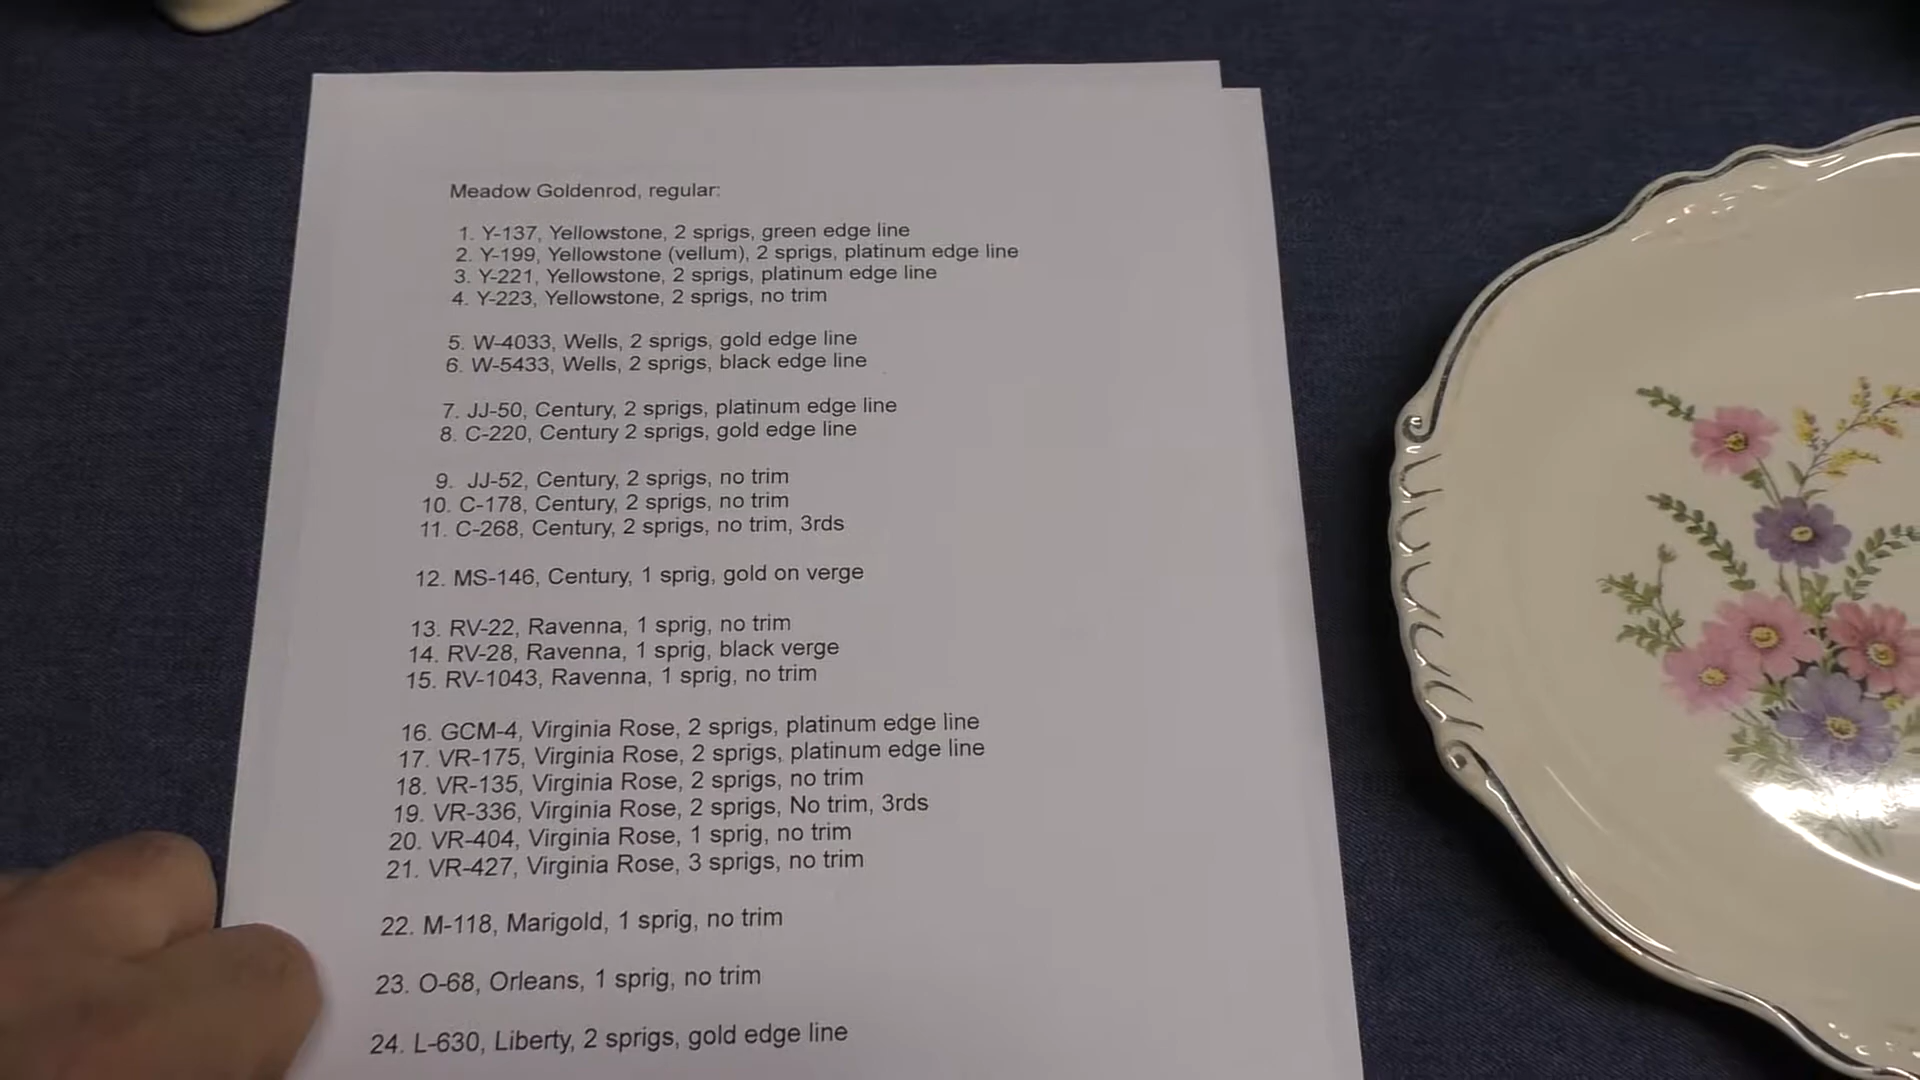 Meadow Goldenrod, regular:
1. Y-137, Yellowstone, 2 sprigs, green edge line
2. Y-199, Yellowstone (vellum), 2 sprigs, platinum edge line
3. Y-221, Yellowstone, 2 sprigs, platinum edge line
4. Y-223, Yellowstone, 2 sprigs, no trim
5. W-4033, Wells, 2 sprigs, gold edge line
6. W-5433, Wells, 2 sprigs, black edge line
7. JJ-50, Century, 2 sprigs, platinum edge line
8. C-220, Century 2 sprigs, gold edge line
9. JJ-52, Century, 2 sprigs, no trim
10. C-178, Century, 2 sprigs, no trim
11. C-268, Century, 2 sprigs, no trim, 3rds
12. MS-146, Century, 1 sprig, gold on verge
13. RV-22, Ravenna, 1 sprig, no trim
14. RV-28, Ravenna, 1 sprig, black verge
15. RV-1043, Ravenna, 1 sprig, no trim
16. GCM-4, Virginia Rose, 2 sprigs, platinum edge line
17. VR-175, Virginia Rose, 2 sprigs, platinum edge line
18. VR-135, Virginia Rose, 2 sprigs, no trim
19. VR-336, Virginia Rose, 2 sprigs, No trim, 3rds
20. VR-404, Virginia Rose, 1 sprig, no trim
21. VR-427, Virginia Rose, 3 sprigs, no trim
22. M-118, Marigold, 1 sprig, no trim
23. O-68, Orleans, 1 sprig, no trim
24. L-630, Liberty, 2 sprigs, gold edge line